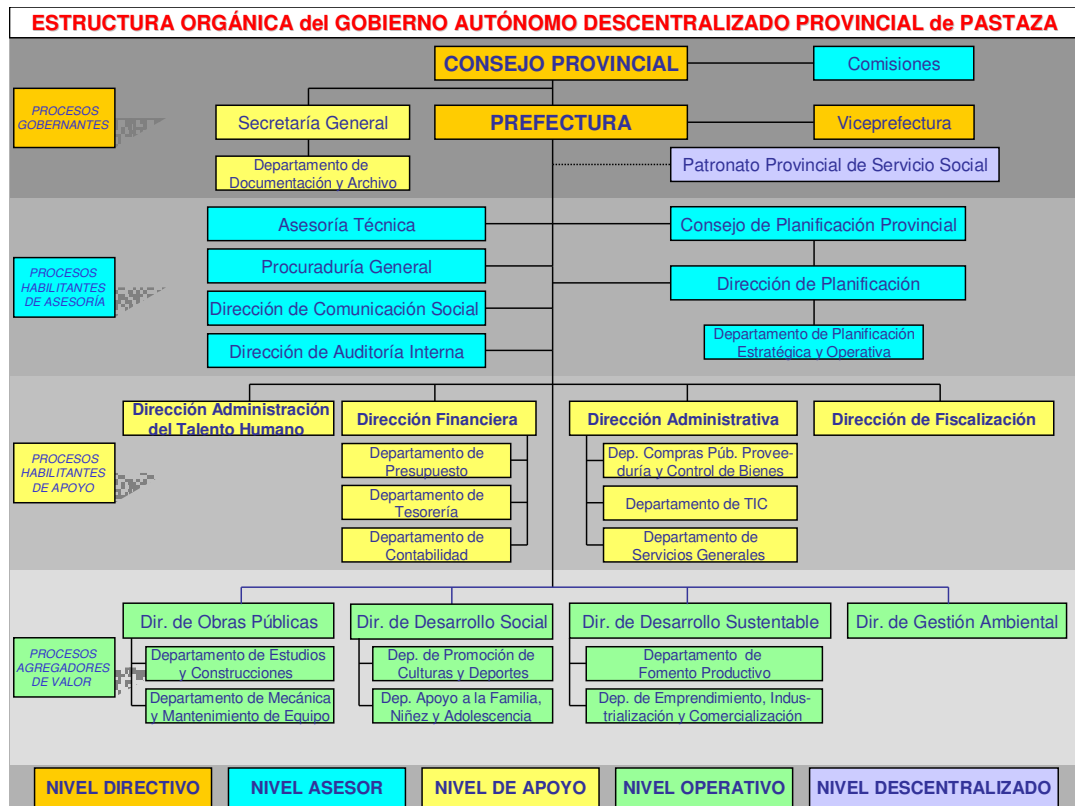 ESTRUCTURA ORGÁNICA del GOBIERNO AUTÓNOMO DESCENTRALIZADO PROVINCIAL de PASTAZA
CONSEJO PROVINCIAL
Comisiones
PROCESOS
GOBERNANTES
Secretaría General
PREFECTURA
Viceprefectura
Departamento de
Documentación y Archivo
Patronato Provincial de Servicio Social
PROCESOS
HABILITANTES
DE ASESORÍA
Asesoría Técnica
Consejo de Planificación Provincial
Procuraduría General
Dirección de Planificación
Dirección de Comunicación Social
Departamento de Planificación
Estratégica y Operativa
Dirección de Auditoría Interna
PROCESOS
HABILITANTES
DE APOYO
Dirección Administración
del Talento Humano
Dirección Financiera
Dirección Administrativa
Dirección de Fiscalización
Departamento de
Presupuesto
Dep. Compras Púb. Provee-
duría y Control de Bienes
Departamento de
Tesorería
Departamento de TIC
Departamento de
Contabilidad
Departamento de
Servicios Generales
PROCESOS
AGREGADORES
DE VALOR
Dir. de Obras Públicas
Dir. de Desarrollo Social
Dir. de Desarrollo Sustentable
Dir. de Gestión Ambiental
Departamento de Estudios
y Construcciones
Dep. de Promoción de
Culturas y Deportes
Departamento de
Fomento Productivo
Departamento de Mecánica
y Mantenimiento de Equipo
Dep. Apoyo a la Familia,
Niñez y Adolescencia
Dep. de Emprendimiento, Indus-
trialización y Comercialización
NIVEL DIRECTIVO
NIVEL ASESOR
NIVEL DE APOYO
NIVEL OPERATIVO
NIVEL DESCENTRALIZADO